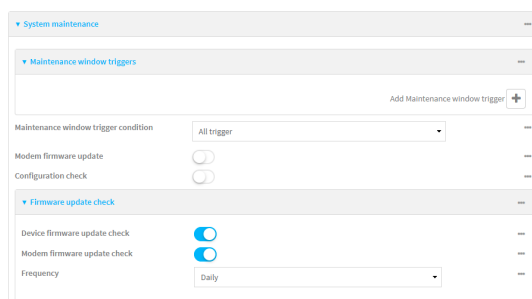 System maintenance
Maintenance window triggers
Add Maintenance window trigger
Maintenance window trigger condition
All trigger
Modem firmware update
Configuration check
Firmware update check
Device firmware update check
Modem firmware update check
Frequency
Daily